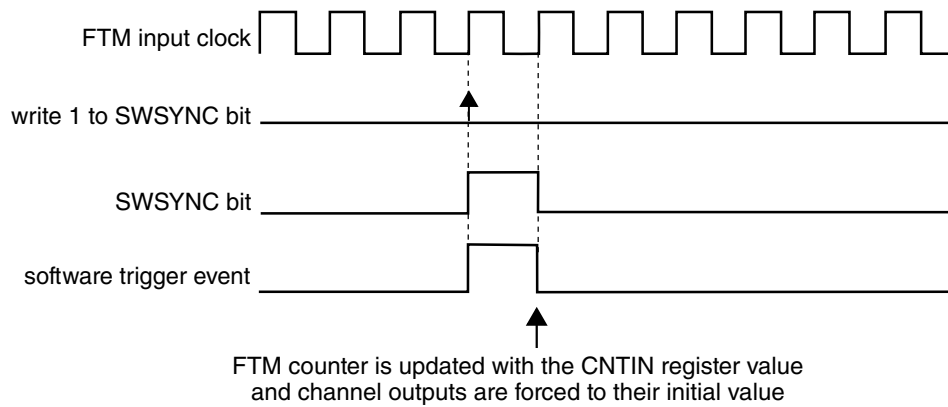 FTM input clock
write 1 to SWSYNC bit
SWSYNC bit
software trigger event
FTM counter is updated with the CNTIN register value
and channel outputs are forced to their initial value